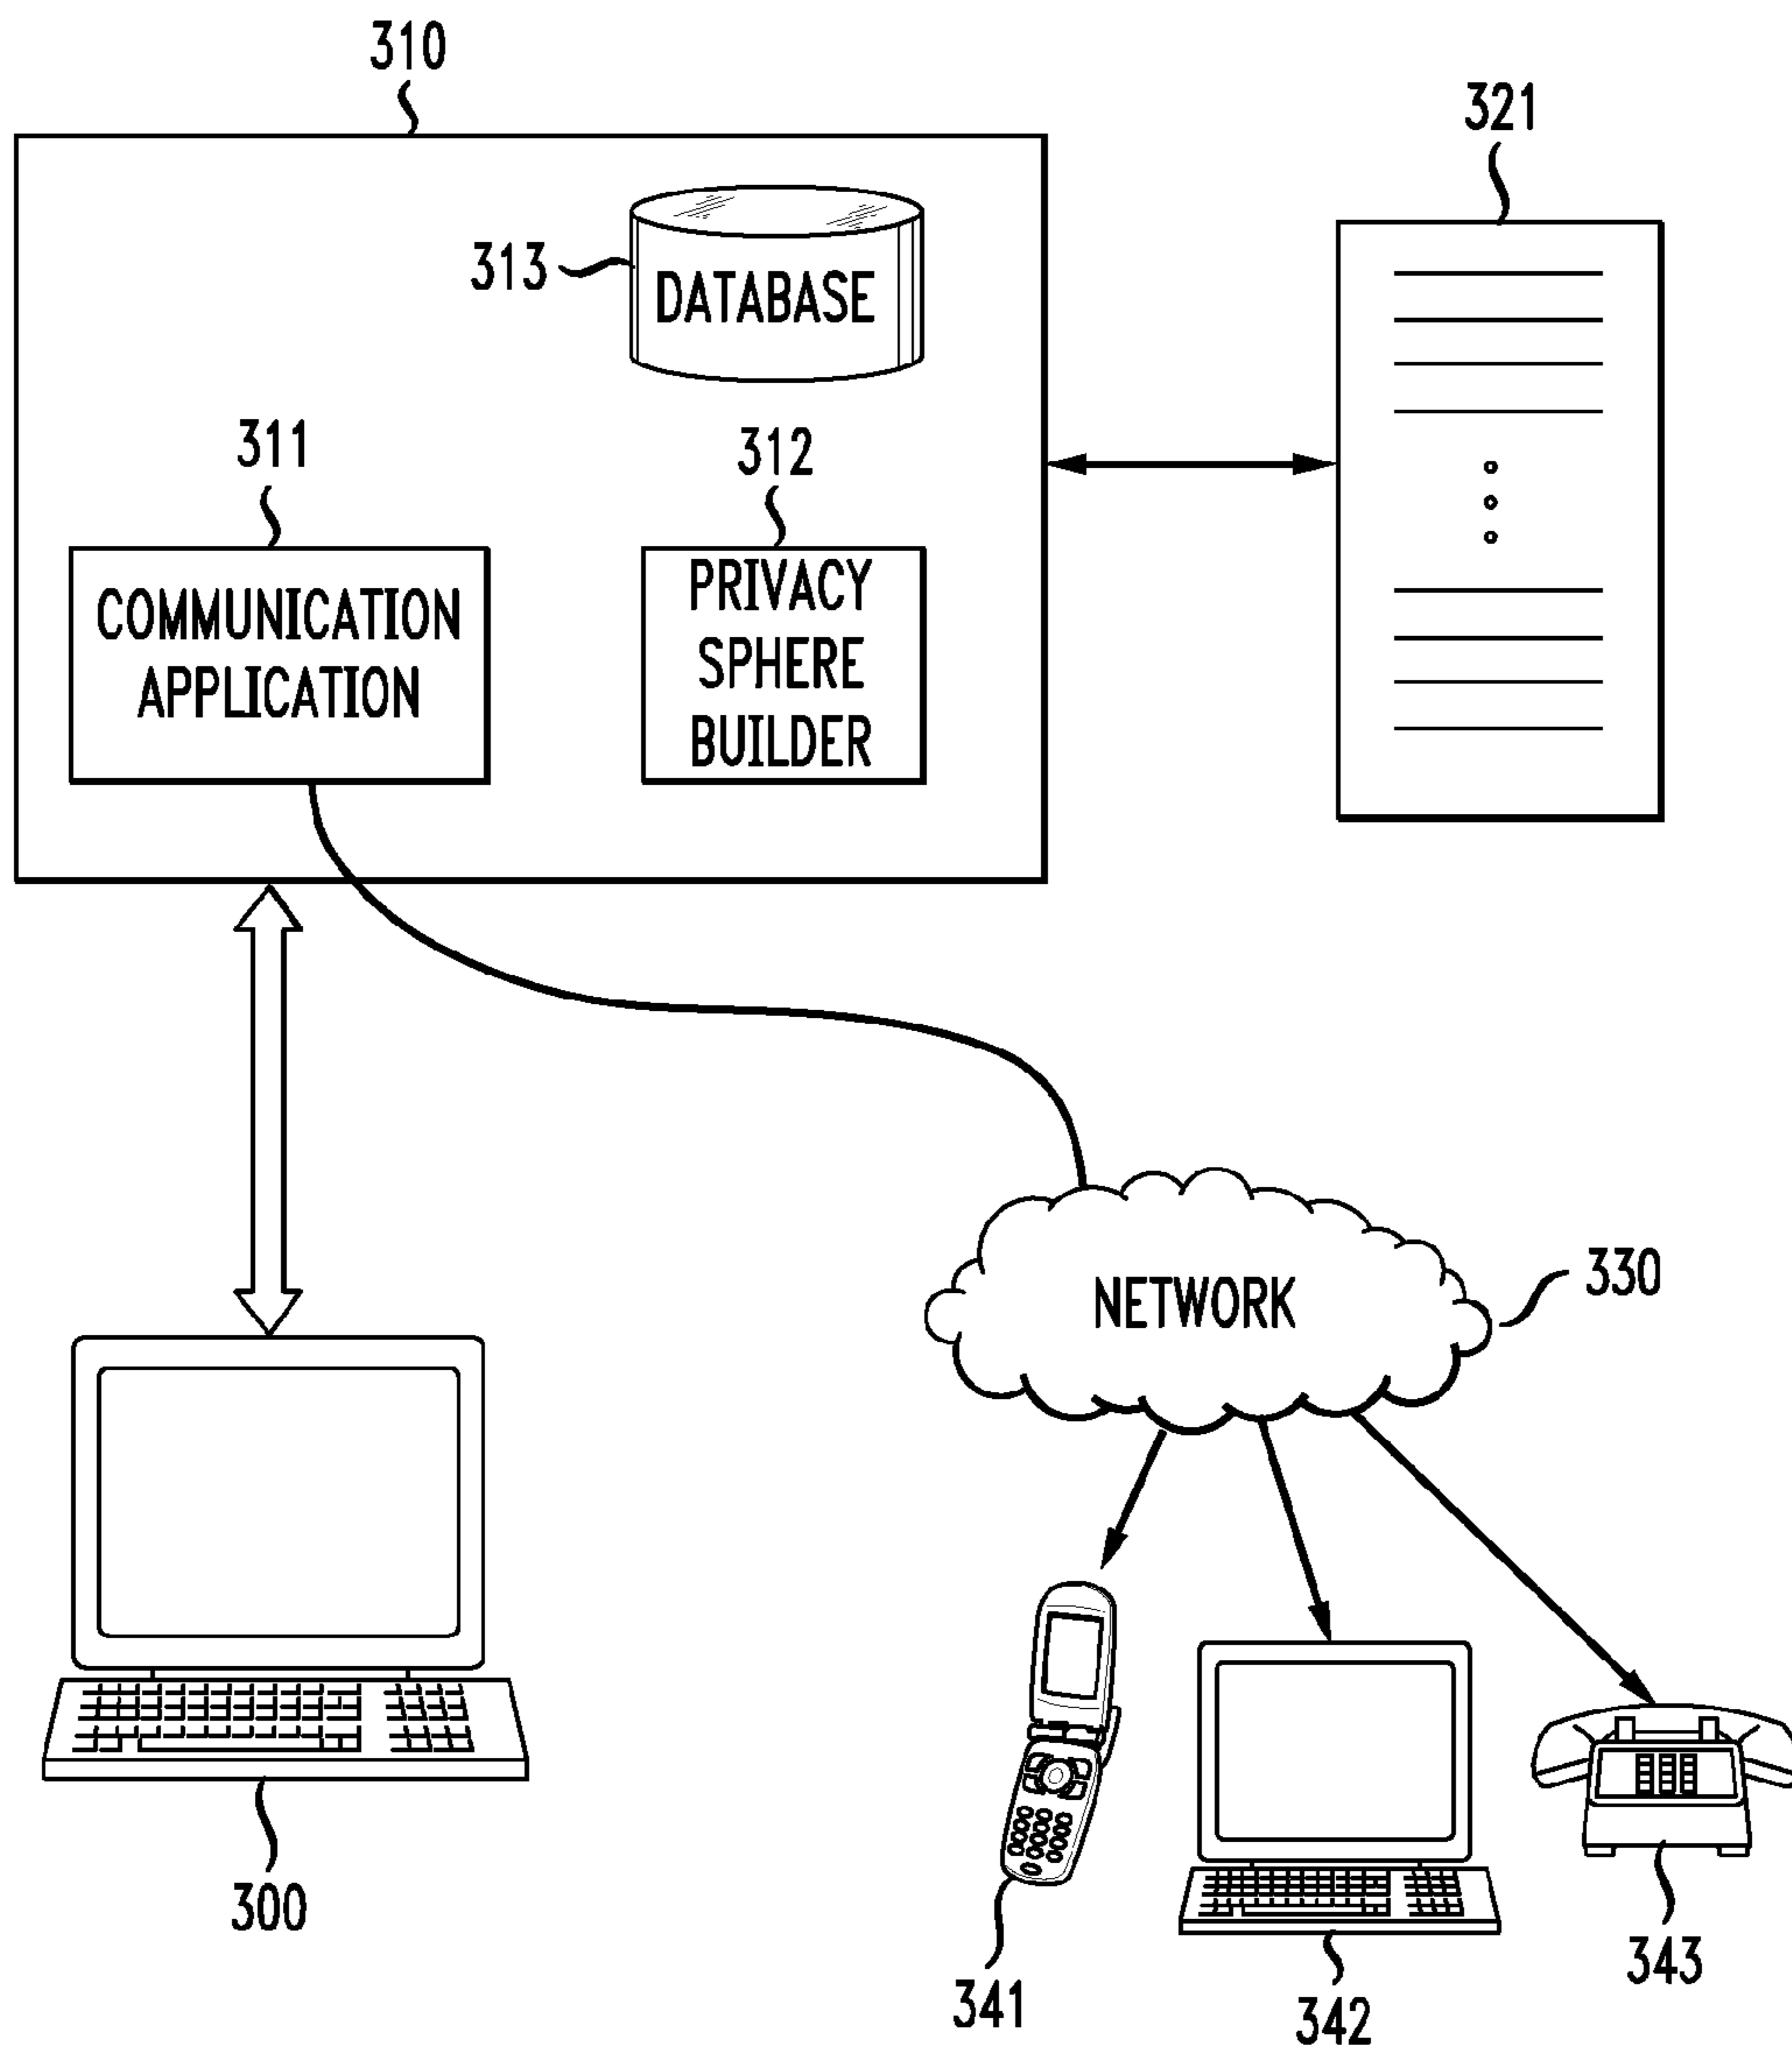 310
321
313
DATABASE
311
312
COMMUNICATION
APPLICATION
PRIVACY
SPHERE
BUILDER
NETWORK
330
300
341
342
343